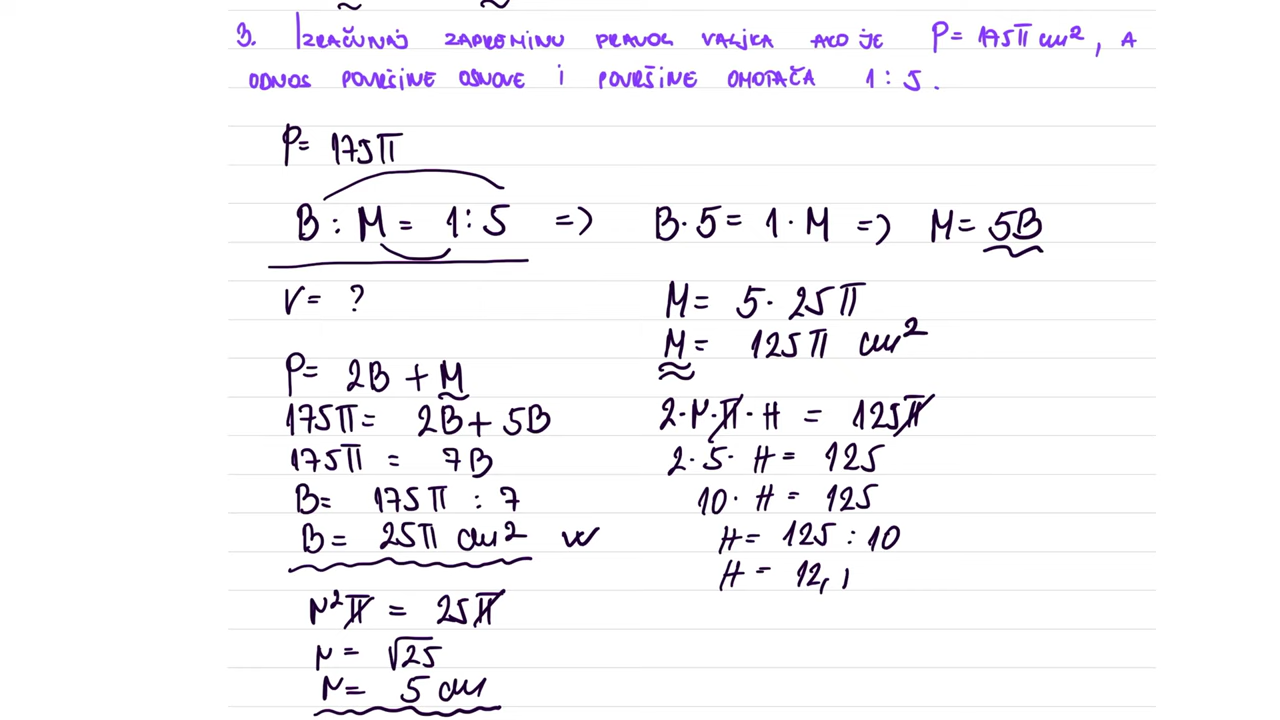 3. IZRAČUNAJ ZAPREMINU PRAVOG VALJKA AKO JE P= 175π cm², A
ODNOS POVRŠINE OSNOVE I POVRŠINE OMOTAČA 1:5.
P= 175π
B : M = 1:5 => B·5= 1·M => M= 5B
V= ?
P= 2B + M
175π= 2B+ 5B
175π = 7B
B= 175π : 7
B= 25π cm²
r²π = 25π
r= √25
r= 5 cm
M= 5· 25π
M= 125π cm²
2·r·π·H = 125π
2·5· H= 125
10· H= 125
H= 125 : 10
H= 12,